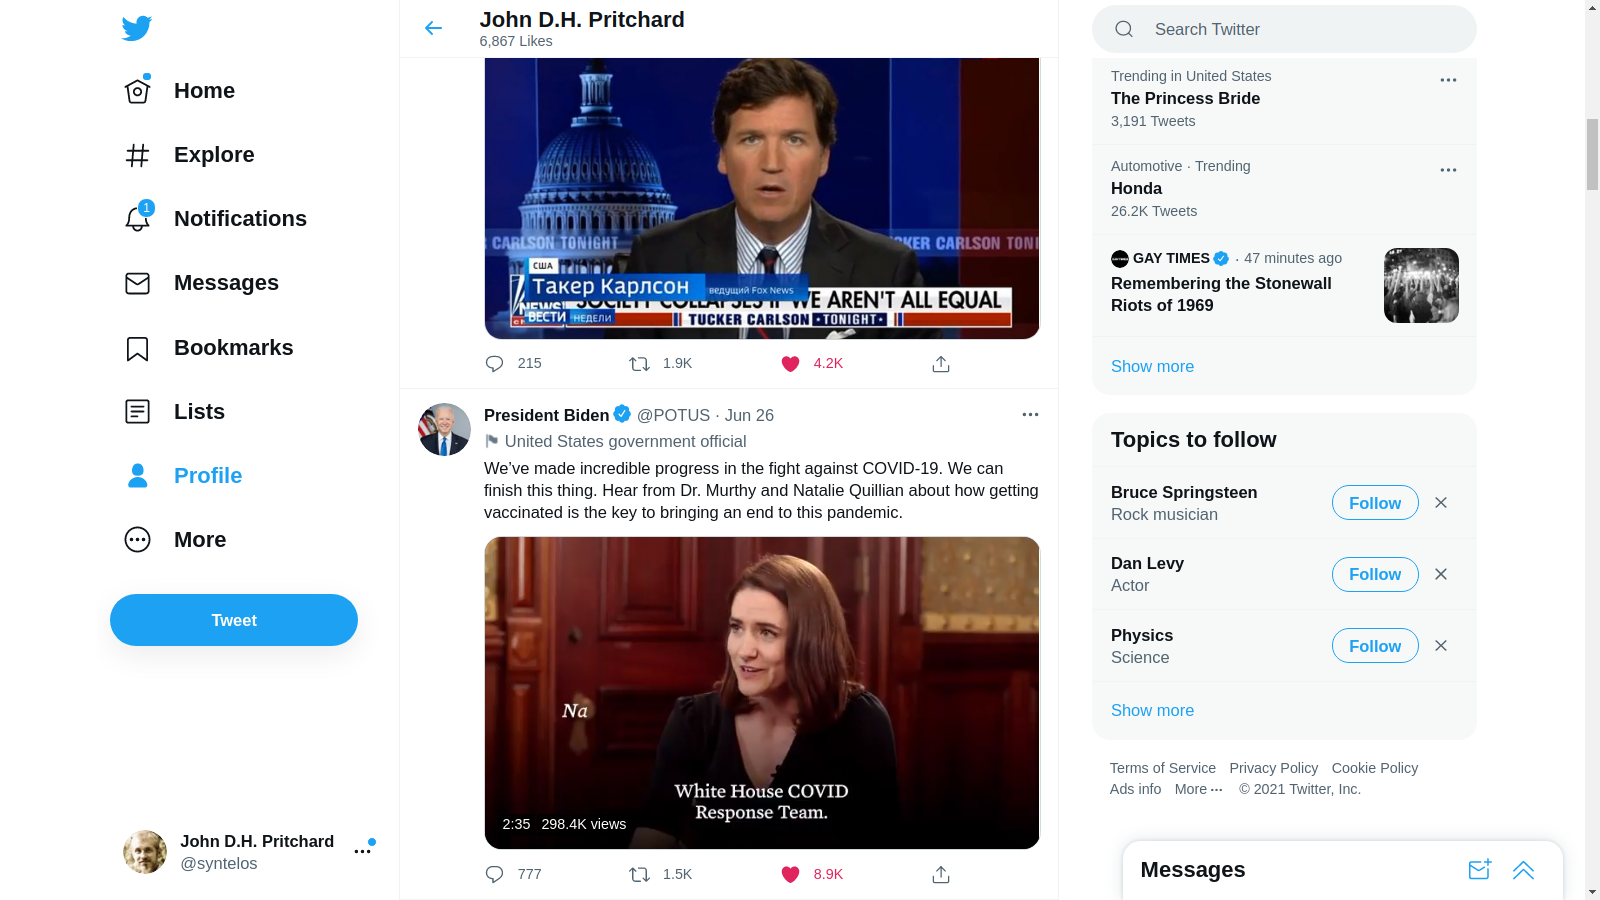 Home
Explore
1
Notifications
Messages
Bookmarks
Lists
Profile
More
Tweet
John D.H. Pritchard
@syntelos
John D.H. Pritchard
6,867 Likes
CARLSON TONIGHT
CARLSON TONI
США
Такер Карлсон
ведущий Fox News
NEWS
SOCIETY COLLAPSES IF WE AREN'T ALL EQUAL
ВЕСТИ НЕДЕЛИ
TUCKER CARLSON ★TONIGHT★
215
1.9K
4.2K
President Biden @POTUS · Jun 26
United States government official
We've made incredible progress in the fight against COVID-19. We can
finish this thing. Hear from Dr. Murthy and Natalie Quillian about how getting
vaccinated is the key to bringing an end to this pandemic.
Na
White House COVID
Response Team.
2:35 298.4K views
777
1.5K
8.9K
Search Twitter
Trending in United States
The Princess Bride
3,191 Tweets
Automotive · Trending
Honda
26.2K Tweets
GAY TIMES · 47 minutes ago
Remembering the Stonewall
Riots of 1969
Show more
Topics to follow
Bruce Springsteen
Rock musician
Follow
Dan Levy
Actor
Follow
Physics
Science
Follow
Show more
Terms of Service Privacy Policy Cookie Policy
Ads info More ··· © 2021 Twitter, Inc.
Messages